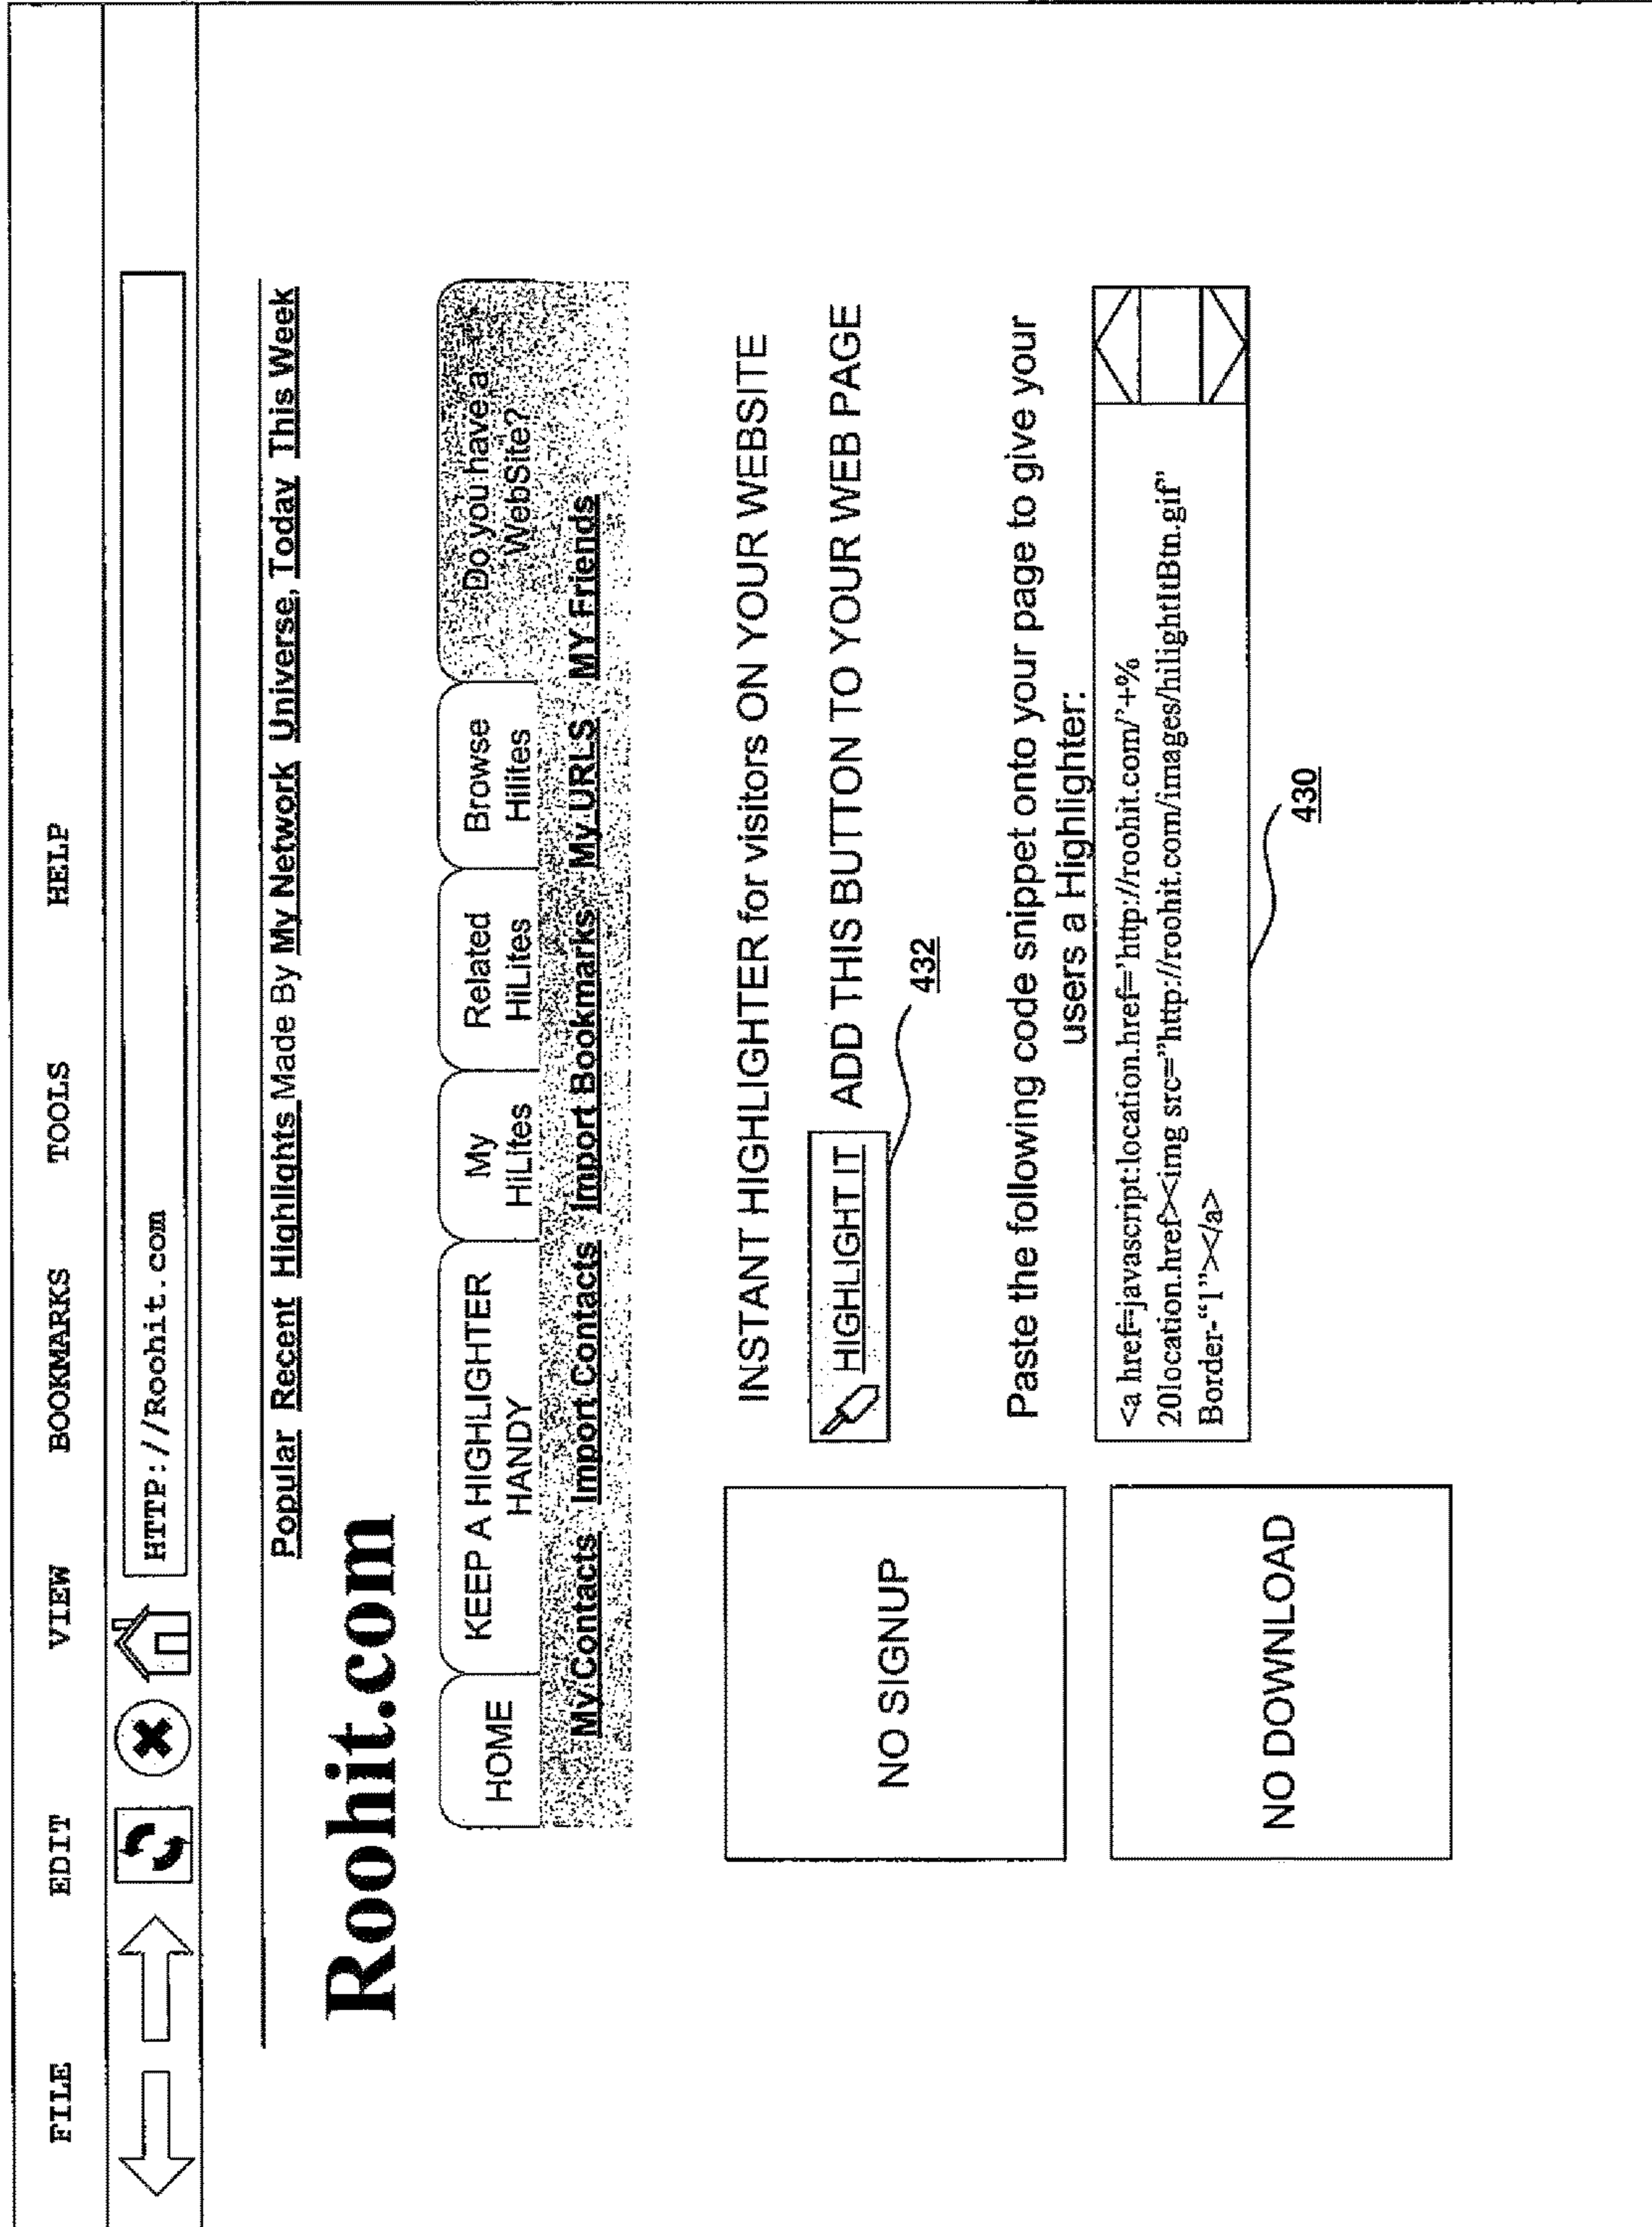 FILE EDIT VIEW BOOKMARKS TOOLS HELP
HTTP://Roohit.com
Popular Recent Highlights Made By My Network Universe, Today This Week
Roohit.com
HOME
KEEP A HIGHLIGHTER
HANDY
My
HiLites
Related
HiLites
Browse
Hilites
Do you have a
WebSite?
My Contacts Import Contacts Import Bookmarks My URLS MY Friends
NO SIGNUP
NO DOWNLOAD
INSTANT HIGHLIGHTER for visitors ON YOUR WEBSITE
HIGHLIGHT IT ADD THIS BUTTON TO YOUR WEB PAGE
432
Paste the following code snippet onto your page to give your
users a Highlighter:
<a href=javascript:location.href='http://roohit.com/'+%
20location.href><img src="http://roohit.com/images/hilightItBtn.gif"
Border-"1"></a>
430